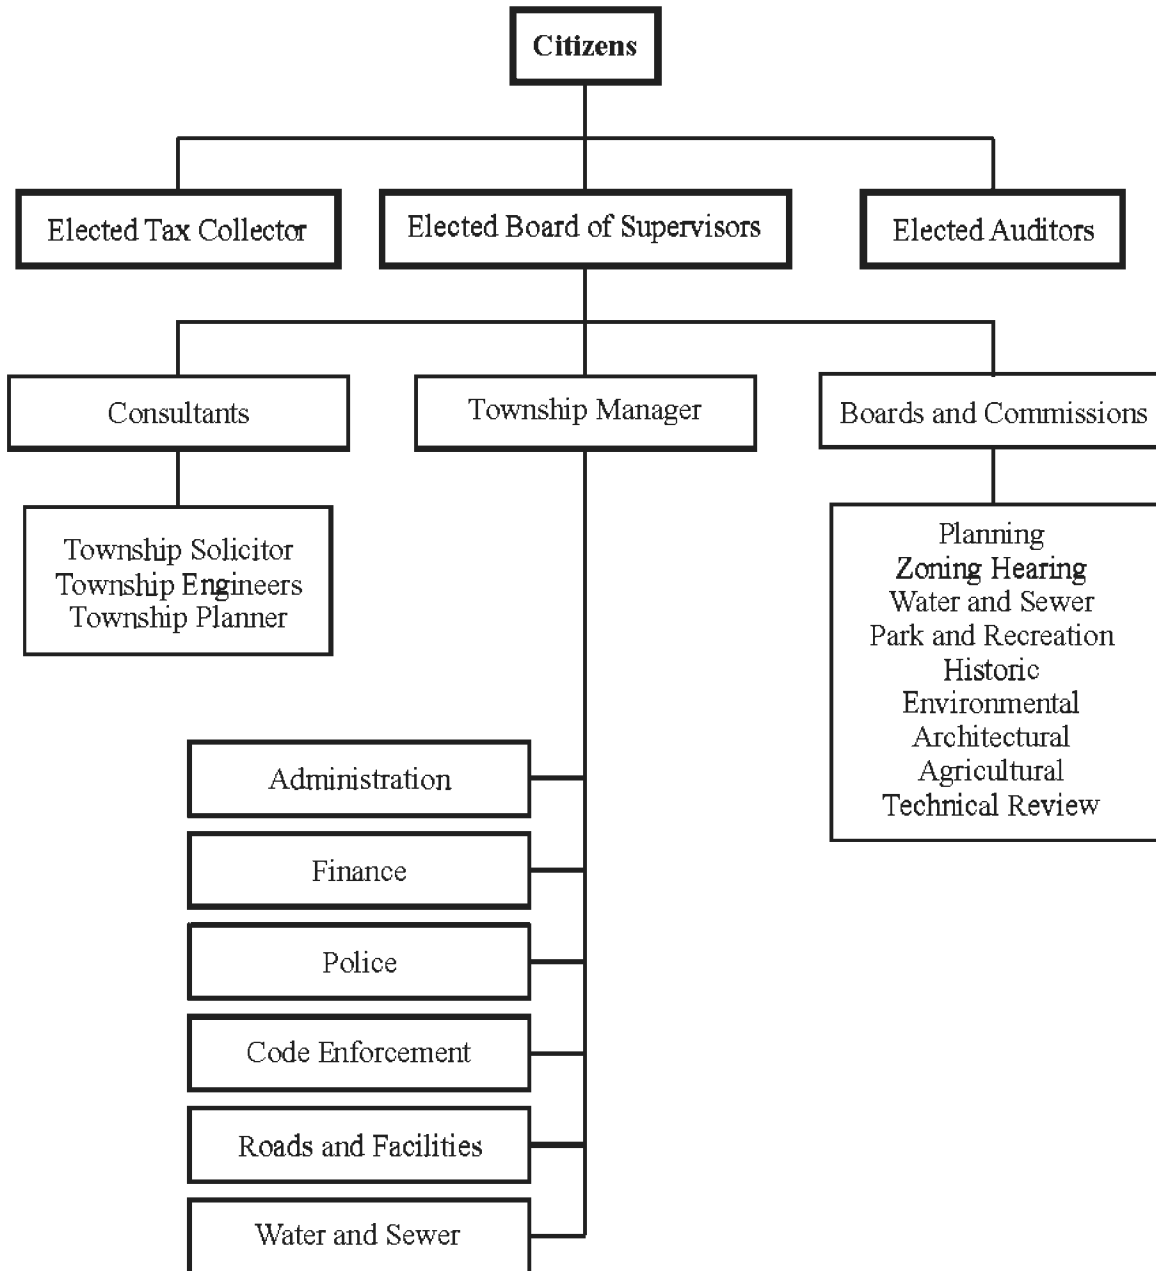 Citizens
Elected Tax Collector
Elected Board of Supervisors
Elected Auditors
Consultants
Township Manager
Boards and Commissions
Township Solicitor
Township Engineers
Township Planner
Planning
Zoning Hearing
Water and Sewer
Park and Recreation
Historic
Environmental
Architectural
Agricultural
Technical Review
Administration
Finance
Police
Code Enforcement
Roads and Facilities
Water and Sewer